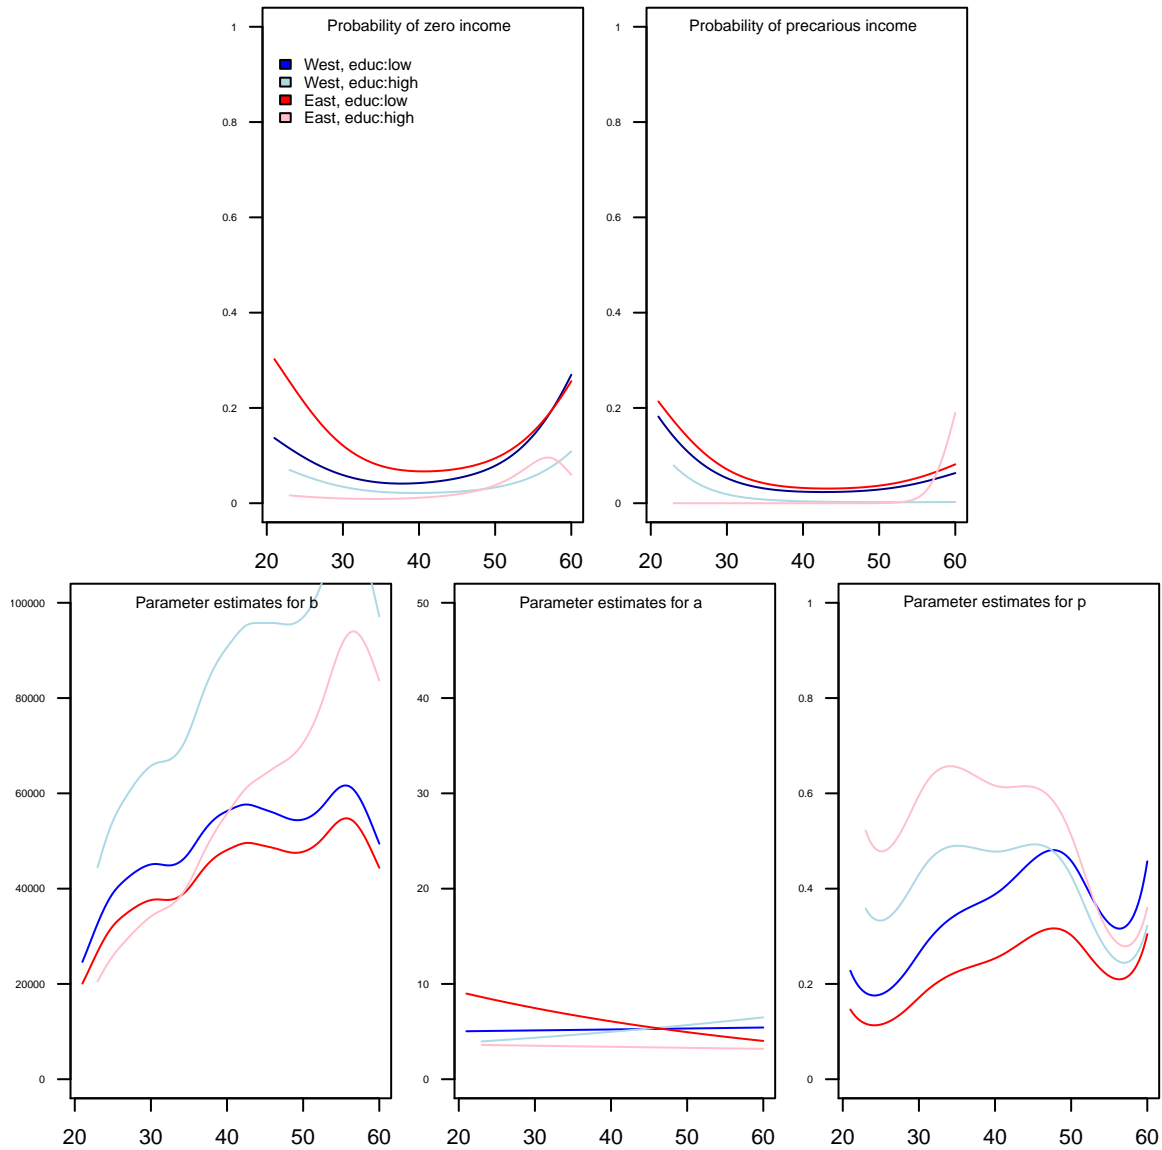 Probability of zero income
1
0.8
0.6
0.4
0.2
0
West, educ:low
West, educ:high
East, educ:low
East, educ:high
20 30 40 50 60
Probability of precarious income
1
0.8
0.6
0.4
0.2
0
20 30 40 50 60
Parameter estimates for b
100000
80000
60000
40000
20000
0
20 30 40 50 60
Parameter estimates for a
50
40
30
20
10
0
20 30 40 50 60
Parameter estimates for p
1
0.8
0.6
0.4
0.2
0
20 30 40 50 60